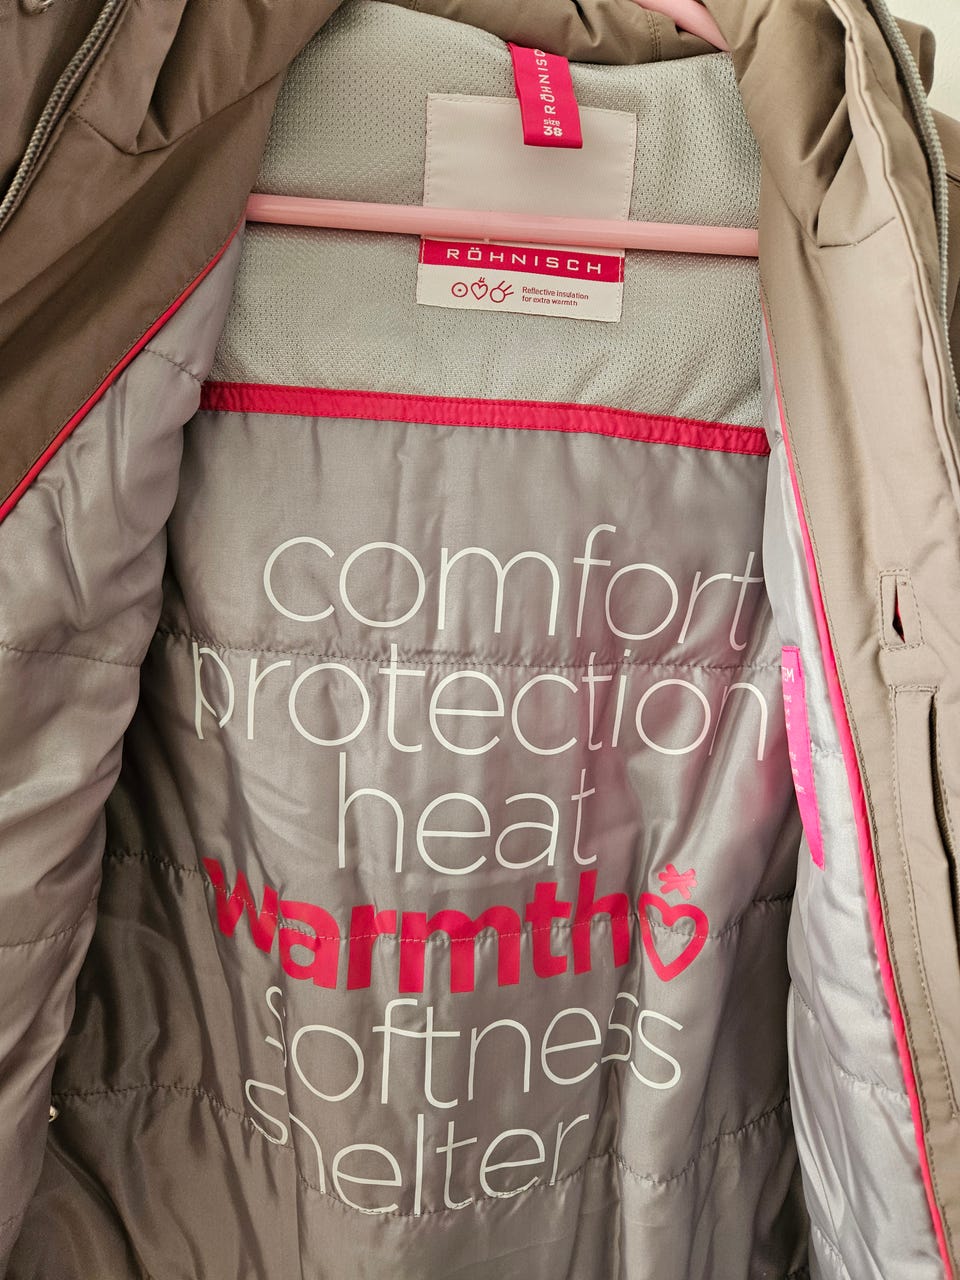 RÖHNISCH
size
38
RÖHNISCH
Reflective insulation
for extra warmth
comfort
protection
heat
warmth
softness
shelter